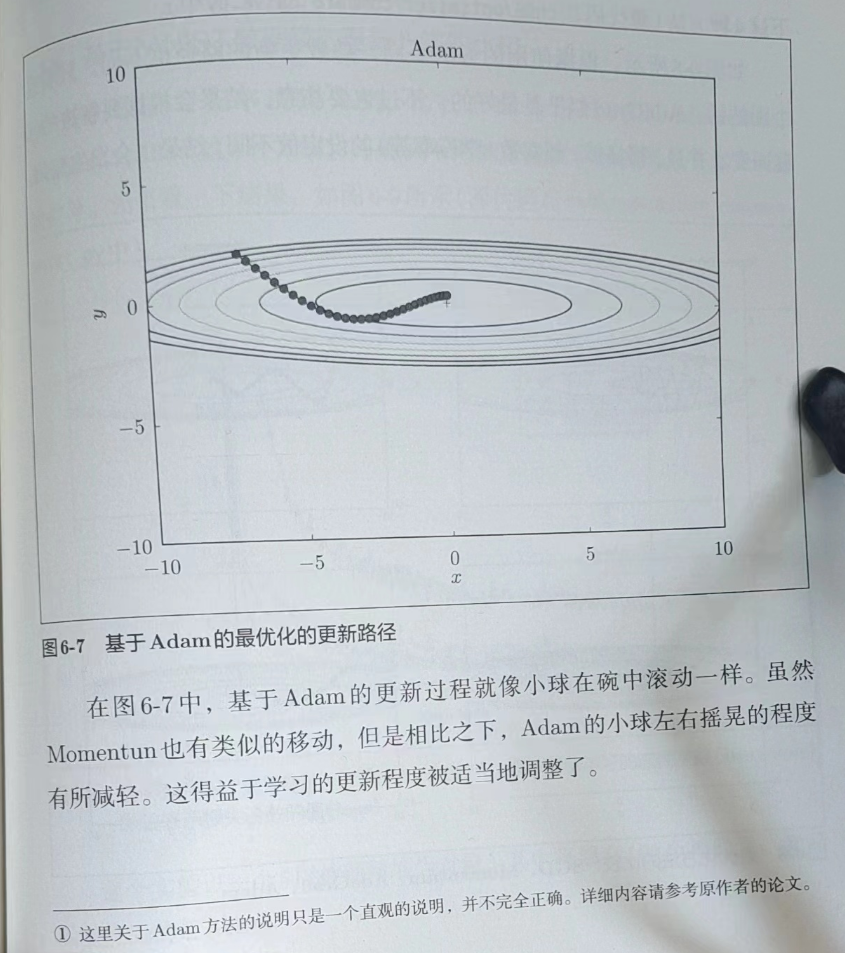 Adam
10
5
0
−5
−10
y
−10
−5
0
5
10
x
图6-7 基于Adam的最优化的更新路径
在图6-7中，基于Adam的更新过程就像小球在碗中滚动一样。虽然
Momentun也有类似的移动，但是相比之下，Adam的小球左右摇晃的程度
有所减轻。这得益于学习的更新程度被适当地调整了。
① 这里关于Adam方法的说明只是一个直观的说明，并不完全正确。详细内容请参考原作者的论文。